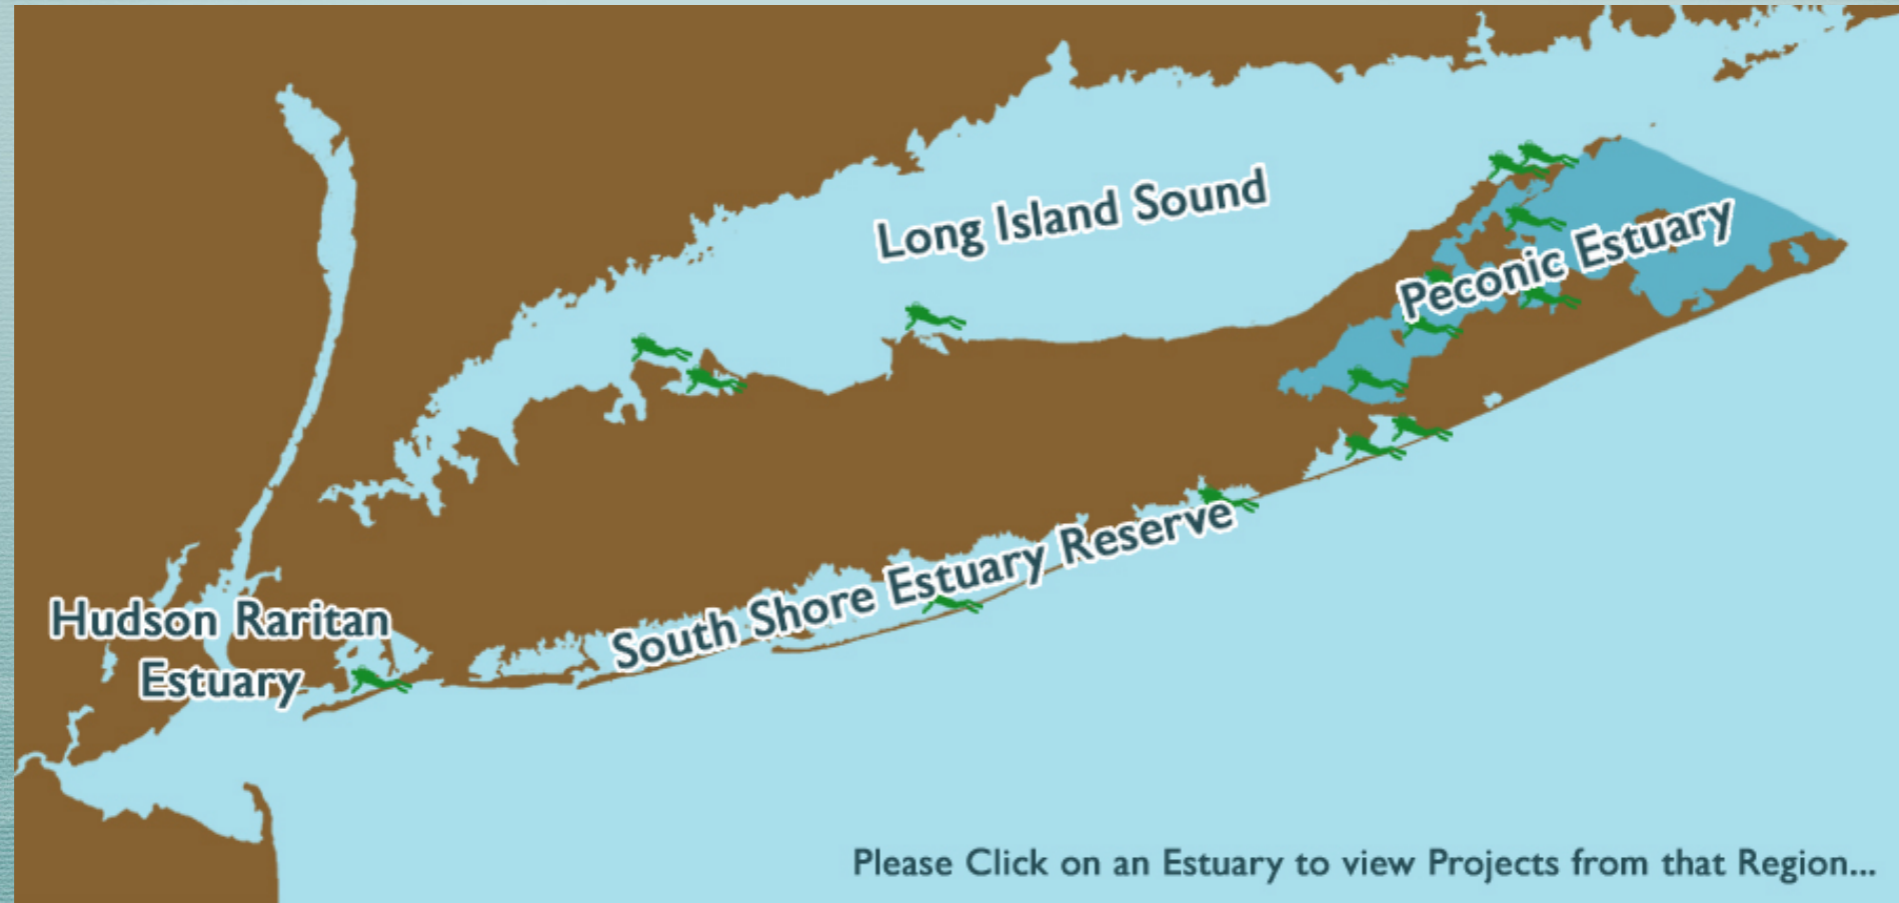 Long Island Sound
Peconic Estuary
South Shore Estuary Reserve
Hudson Raritan
Estuary
Please Click on an Estuary to view Projects from that Region...